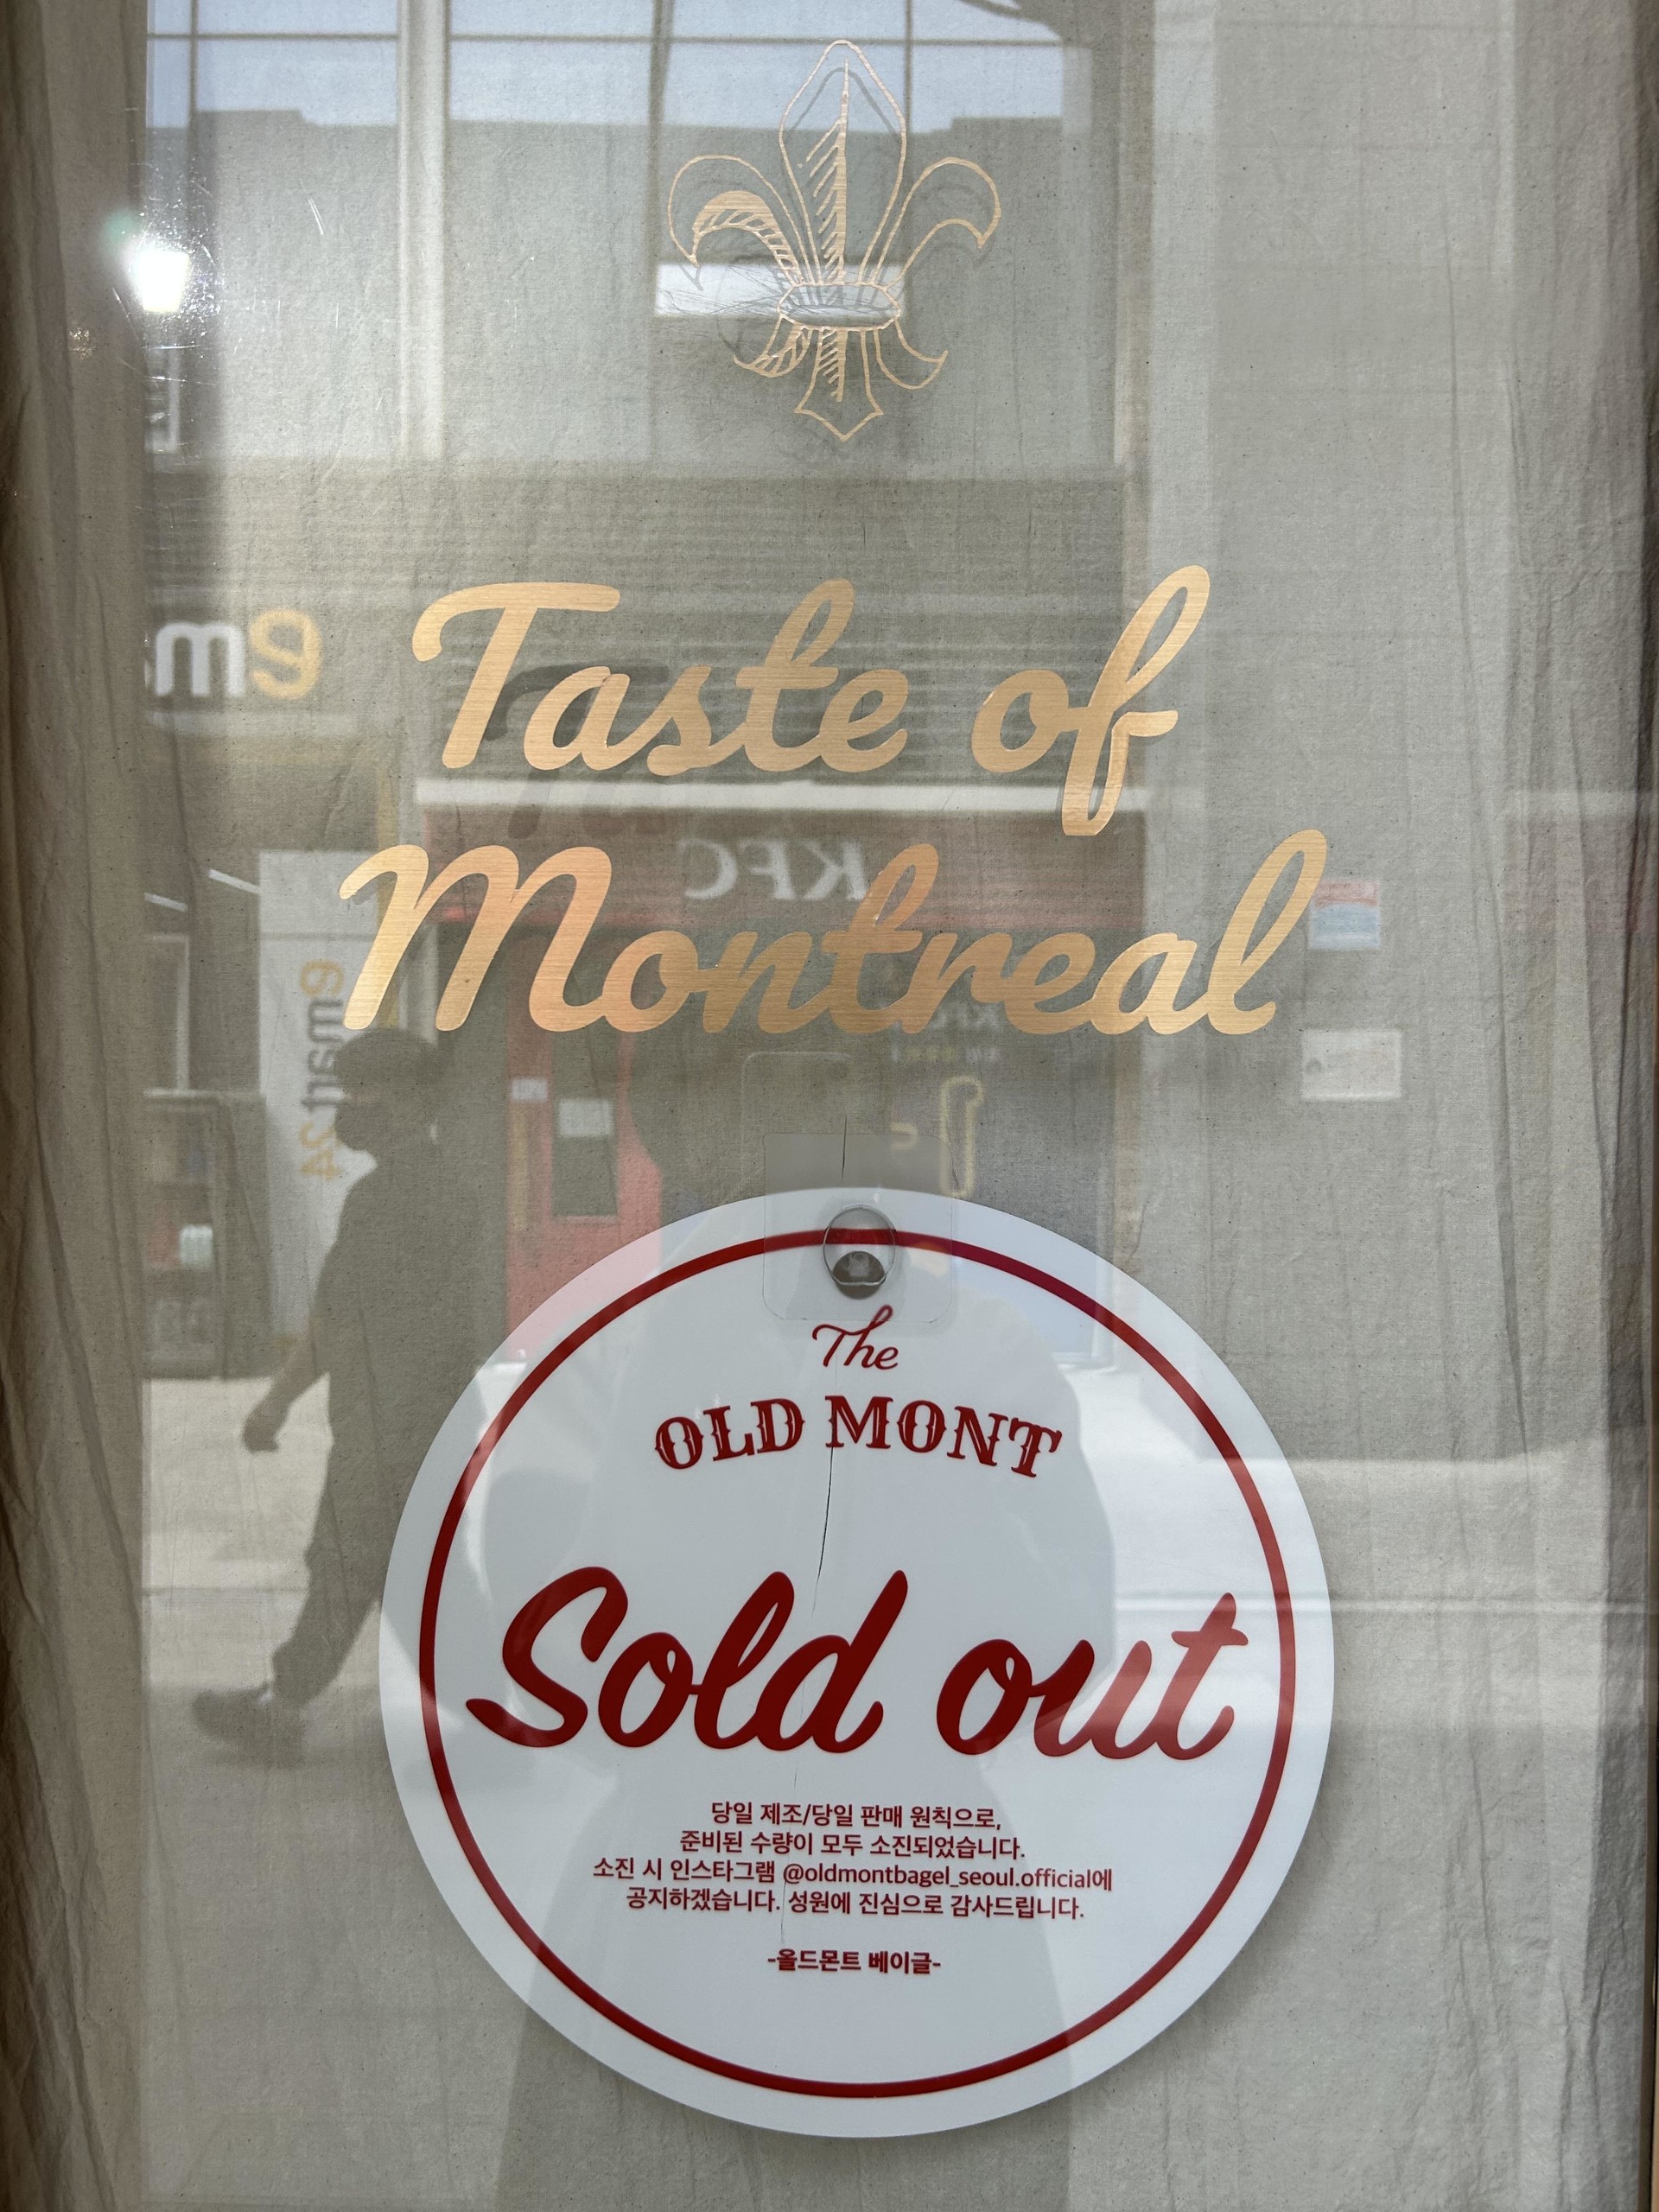 Taste of
Montreal
KFC
emart24
The
OLD MONT
Sold out
당일 제조/당일 판매 원칙으로,
준비된 수량이 모두 소진되었습니다.
소진 시 인스타그램 @oldmontbagel_seoul.official에
공지하겠습니다. 성원에 진심으로 감사드립니다.
-올드몬트 베이글-